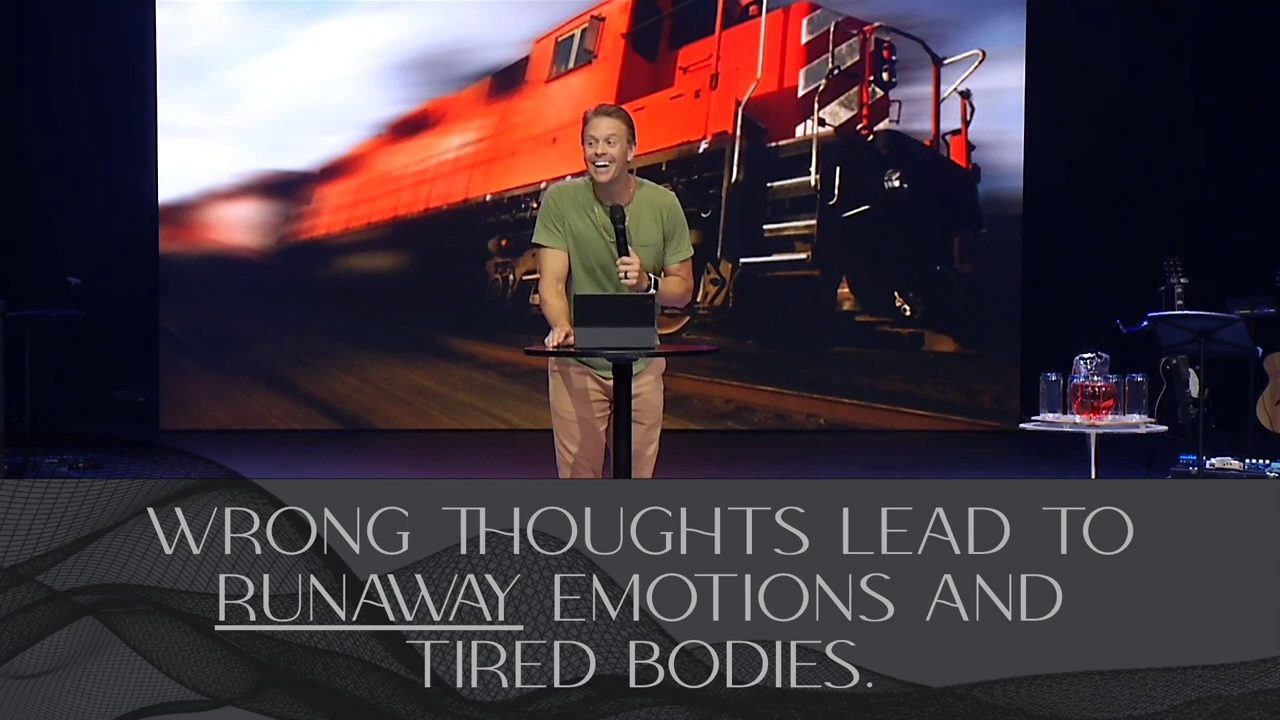 WRONG THOUGHTS LEAD TO
RUNAWAY EMOTIONS AND
TIRED BODIES.